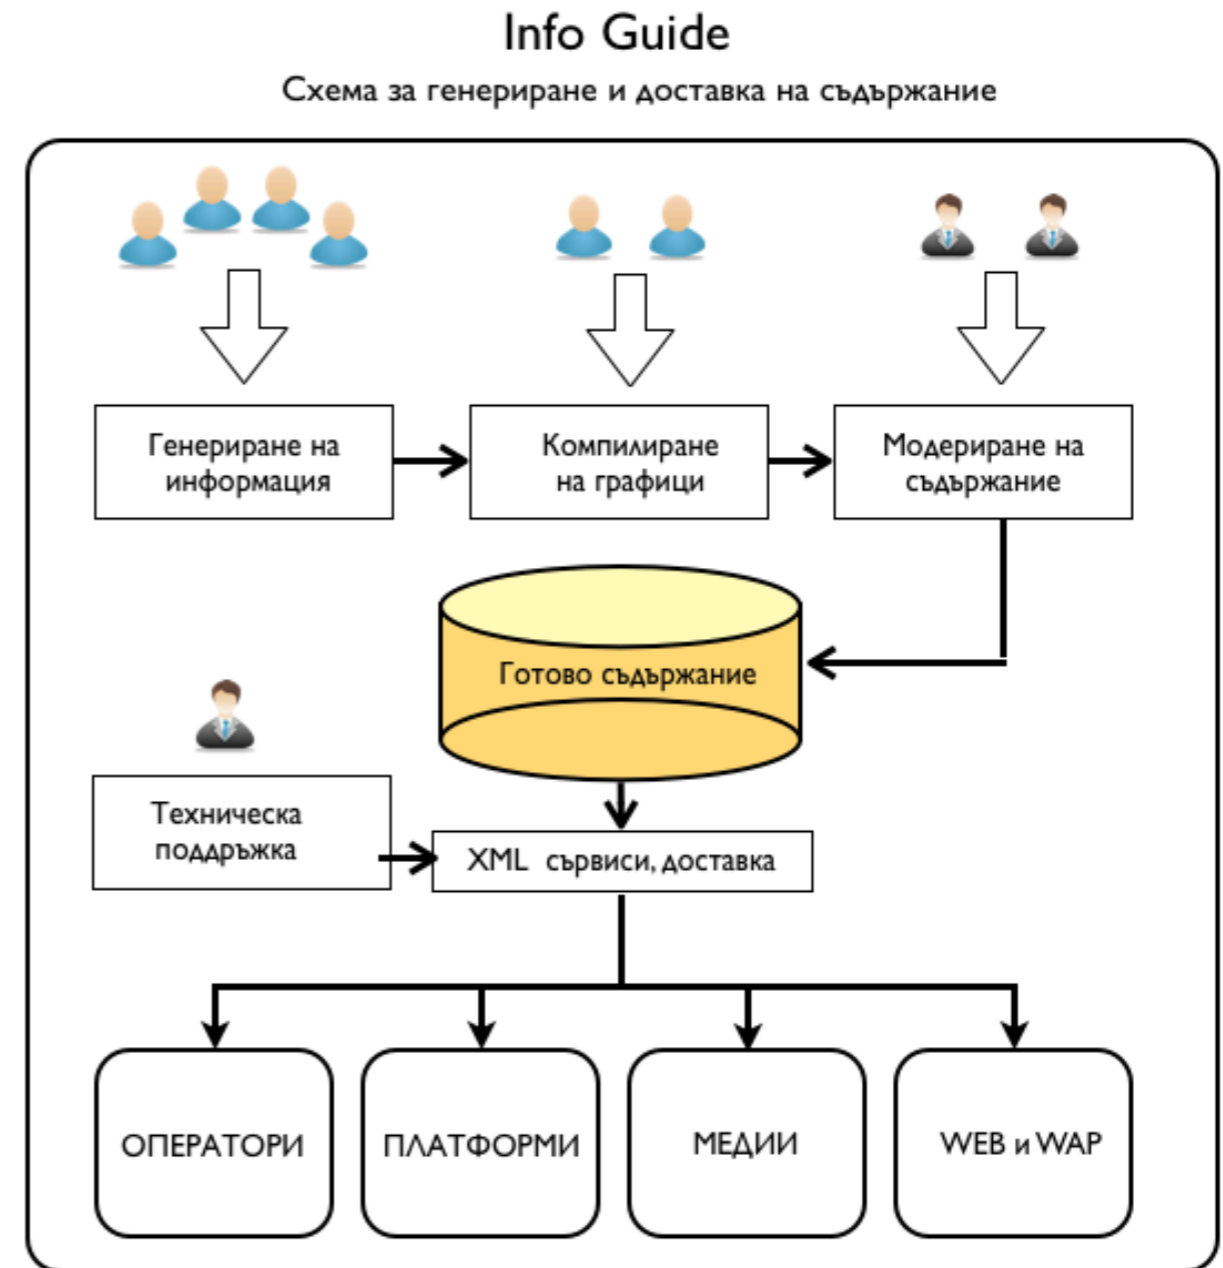 Info Guide
Схема за генериране и доставка на съдържание
Генериране на
информация
Компилиране
на графици
Модериране на
съдържание
Готово съдържание
Техническа
поддръжка
XML сървиси, доставка
ОПЕРАТОРИ
ПЛАТФОРМИ
МЕДИИ
WEB и WAP